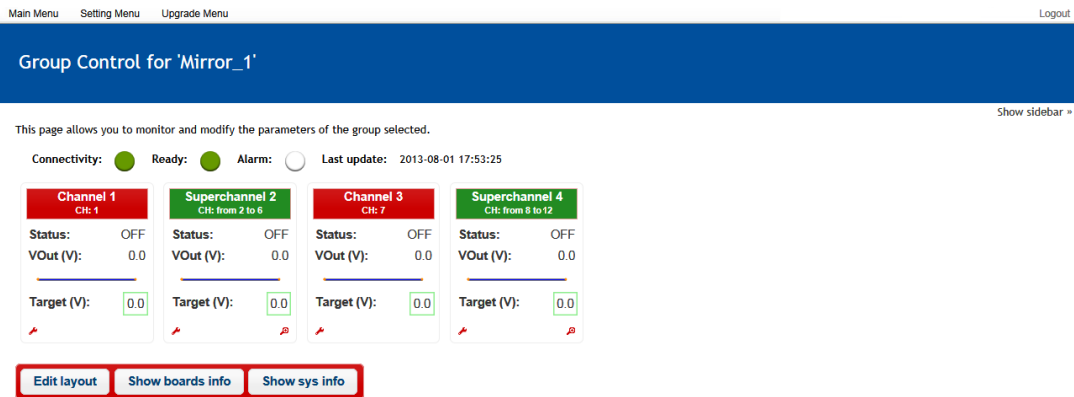 Main Menu Setting Menu Upgrade Menu Logout
Group Control for 'Mirror_1'
Show sidebar »
This page allows you to monitor and modify the parameters of the group selected.
Connectivity: Ready: Alarm: Last update: 2013-08-01 17:53:25
Channel 1 Superchannel 2 Channel 3 Superchannel 4
CH: 1 CH: from 2 to 6 CH: 7 CH: from 8 to12
Status: OFF Status: OFF Status: OFF Status: OFF
VOut (V): 0.0 VOut (V): 0.0 VOut (V): 0.0 VOut (V): 0.0
Target (V): 0.0 Target (V): 0.0 Target (V): 0.0 Target (V): 0.0
Edit layout Show boards info Show sys info